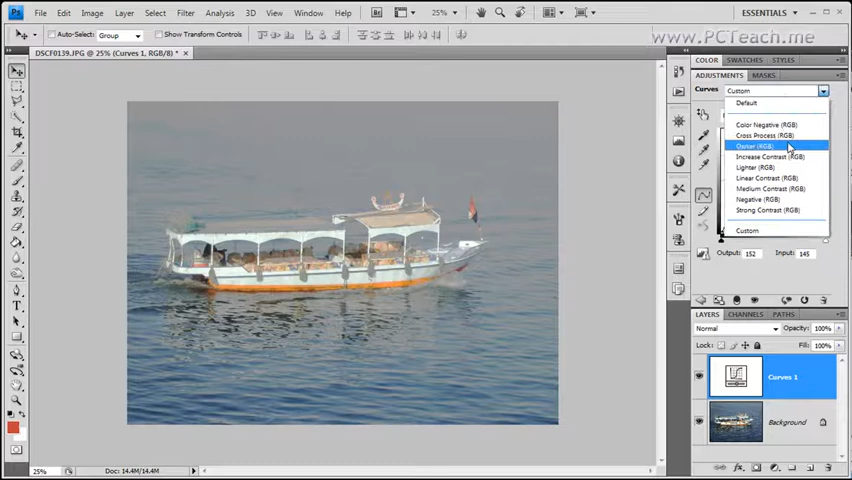 Ps File Edit Image Layer Select Filter Analysis 3D View Window Help Br 25% ESSENTIALS
www.PCTeach.me
Auto-Select: Group Show Transform Controls
DSCF0139.JPG @ 25% (Curves 1, RGB/8) *
COLOR SWATCHES STYLES
ADJUSTMENTS MASKS
Curves Custom
Default
Color Negative (RGB)
Cross Process (RGB)
Darker (RGB)
Increase Contrast (RGB)
Lighter (RGB)
Linear Contrast (RGB)
Medium Contrast (RGB)
Negative (RGB)
Strong Contrast (RGB)
Custom
Output: 152 Input: 145
LAYERS CHANNELS PATHS
Normal Opacity: 100%
Lock: Fill: 100%
Curves 1
Background
25% Doc: 14.4M/14.4M